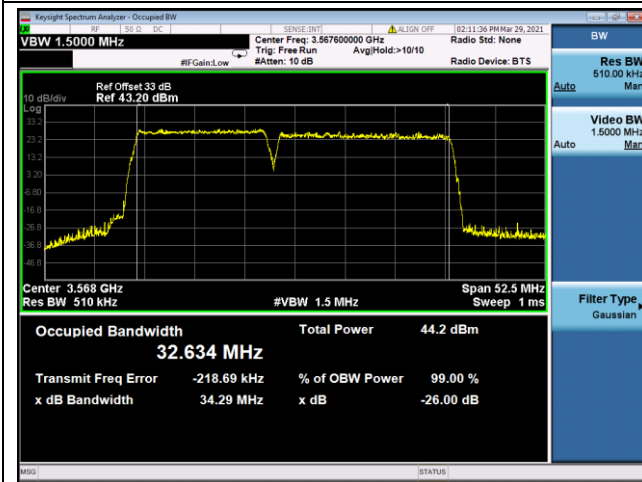 Keysight Spectrum Analyzer - Occupied BW
RF 50 Ω DC SENSE:INT ALIGN OFF 02:11:36 PM Mar 29, 2021
VBW 1.5000 MHz Center Freq: 3.567600000 GHz Radio Std: None
Trig: Free Run Avg|Hold:>10/10
#IFGain:Low #Atten: 10 dB Radio Device: BTS
BW
Res BW
510.00 kHz
Auto Man
Video BW
1.5000 MHz
Auto Man
Filter Type
Gaussian
Ref Offset 33 dB
10 dB/div Ref 43.20 dBm
Log
33.2
23.2
13.2
3.20
-6.80
-16.8
-26.8
-36.8
-46.8
Center 3.568 GHz Span 52.5 MHz
Res BW 510 kHz #VBW 1.5 MHz Sweep 1 ms
Occupied Bandwidth Total Power 44.2 dBm
32.634 MHz
Transmit Freq Error -218.69 kHz % of OBW Power 99.00 %
x dB Bandwidth 34.29 MHz x dB -26.00 dB
MSG STATUS